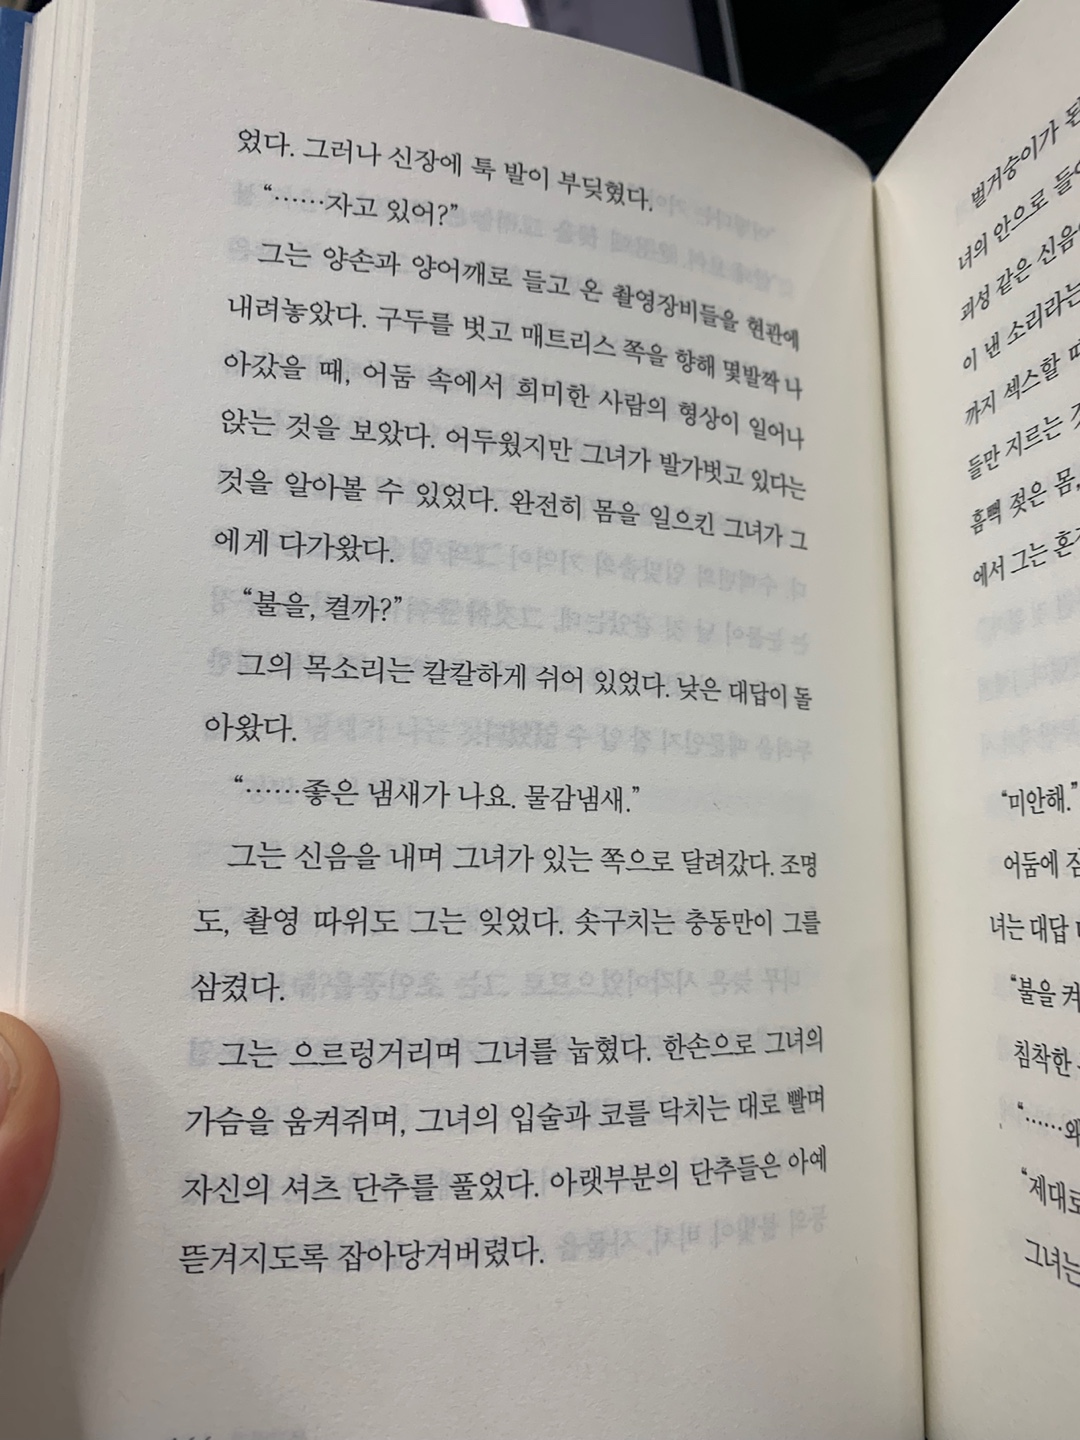 었다. 그러나 신장에 툭 발이 부딪혔다.
“……자고 있어?”
그는 양손과 양어깨로 들고 온 촬영장비들을 현관에
내려놓았다. 구두를 벗고 매트리스 쪽을 향해 몇발짝 나
아갔을 때, 어둠 속에서 희미한 사람의 형상이 일어나
앉는 것을 보았다. 어두웠지만 그녀가 발가벗고 있다는
것을 알아볼 수 있었다. 완전히 몸을 일으킨 그녀가 그
에게 다가왔다.
“불을, 켤까?”
그의 목소리는 칼칼하게 쉬어 있었다. 낮은 대답이 돌
아왔다.
“……좋은 냄새가 나요. 물감냄새.”
그는 신음을 내며 그녀가 있는 쪽으로 달려갔다. 조명
도, 촬영 따위도 그는 잊었다. 솟구치는 충동만이 그를
삼켰다.
그는 으르렁거리며 그녀를 눕혔다. 한손으로 그녀의
가슴을 움켜쥐며, 그녀의 입술과 코를 닥치는 대로 빨며
자신의 셔츠 단추를 풀었다. 아랫부분의 단추들은 아예
뜯겨지도록 잡아당겨버렸다.
벌거숭이가 된
녀의 안으로
괴성 같은
이 낸 소리라는
까지 섹스할
들만 지르는
흠뻑 젖은 몸,
에서 그는
“미안해.”
어둠에
녀는 대답
“불을 켜
침착한
“……왜
“제대로
그녀는